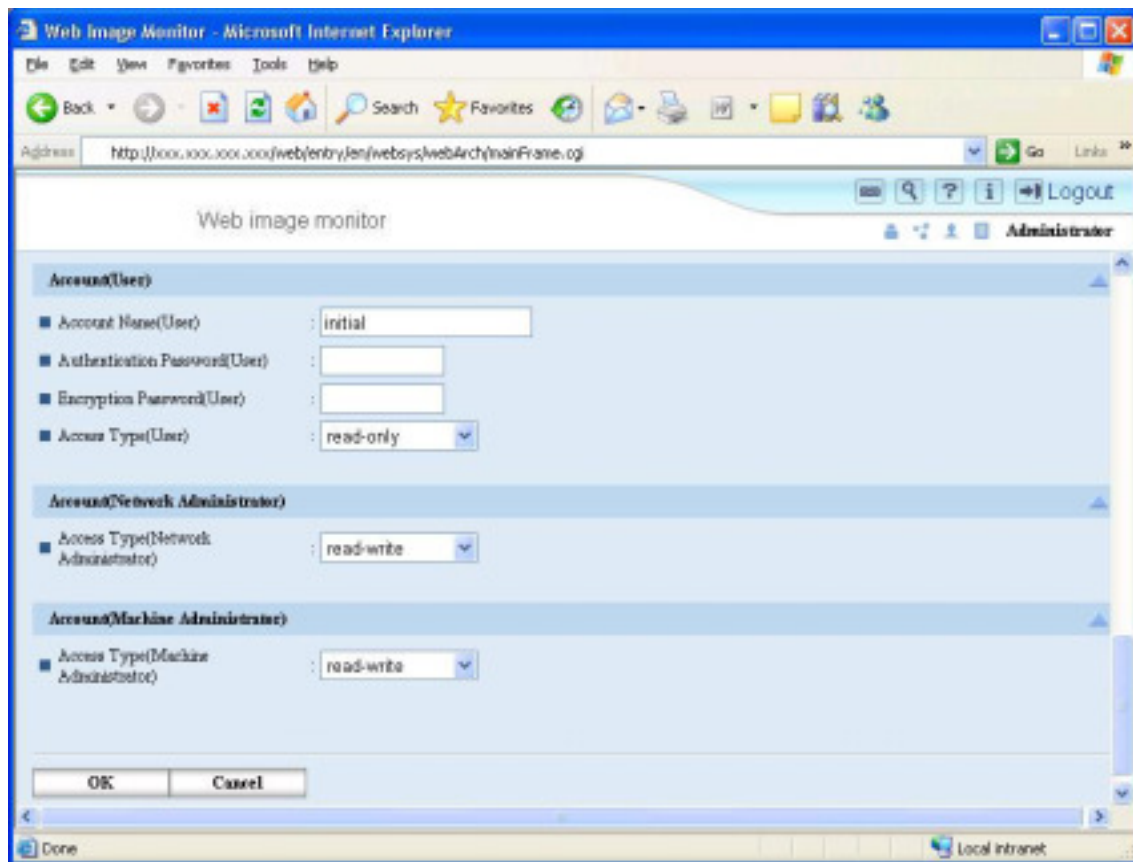 Web Image Monitor - Microsoft Internet Explorer
File Edit View Favorites Tools Help
Back Search Favorites
Address http://xxx.xxx.xxx.xxx/web/entry/en/websys/webArch/mainFrame.cgi Go Links »
Logout
Web image monitor
Administrator
Account(User)
Account Name(User) : initial
Authentication Password(User) :
Encryption Password(User) :
Access Type(User) : read-only
Account(Network Administrator)
Access Type(Network
Administrator) : read-write
Account(Machine Administrator)
Access Type(Machine
Administrator) : read-write
OK Cancel
Done Local intranet